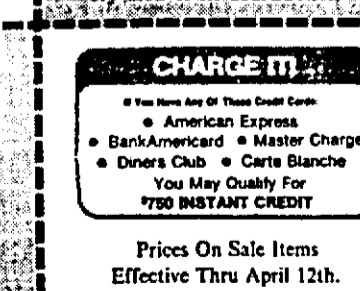 CHARGE IT!
If You Have Any Of These Credit Cards:
● American Express
● BankAmericard ● Master Charge
● Diners Club ● Carte Blanche
You May Qualify For
$750 INSTANT CREDIT
Prices On Sale Items
Effective Thru April 12th.